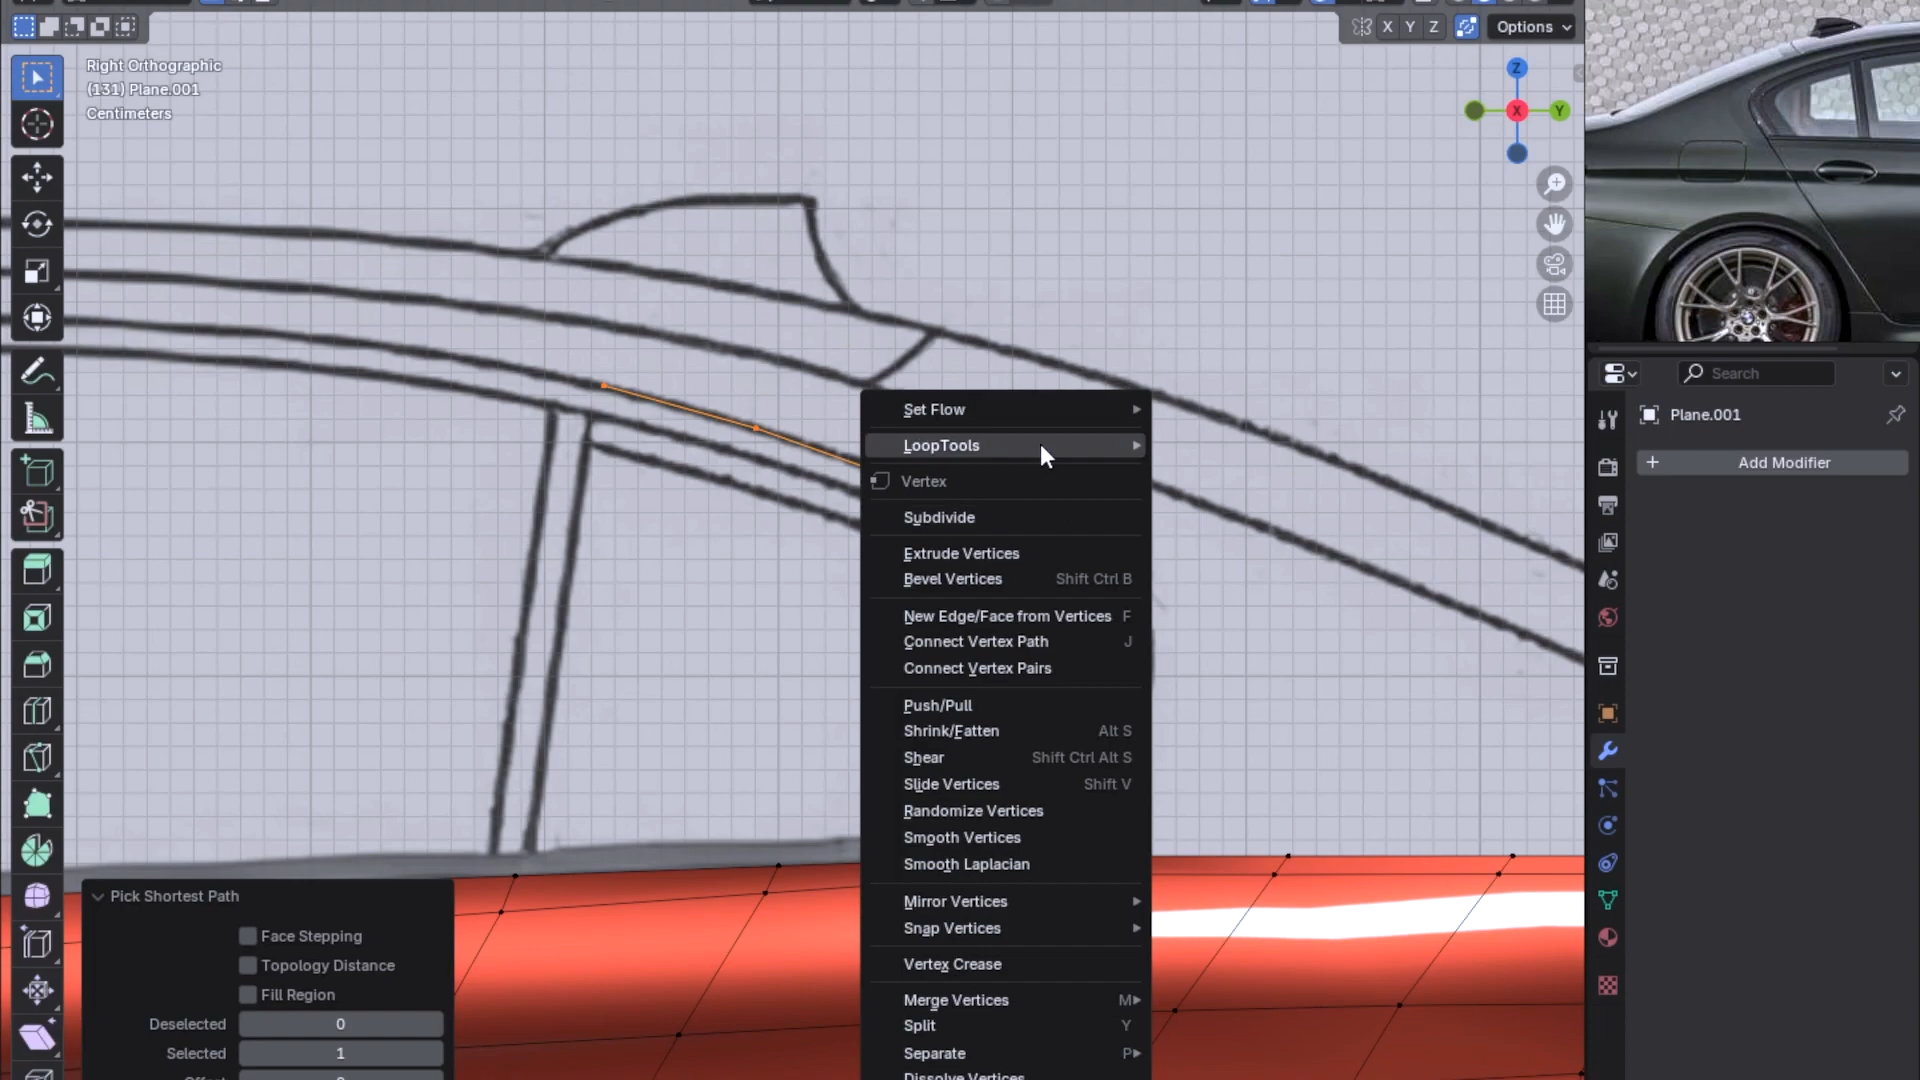 X Y Z
Options
Right Orthographic
(131) Plane.001
Centimeters
Z
X
Y
Search
Plane.001
Add Modifier
Set Flow
LoopTools
Vertex
Subdivide
Extrude Vertices
Bevel Vertices Shift Ctrl B
New Edge/Face from Vertices F
Connect Vertex Path J
Connect Vertex Pairs
Push/Pull
Shrink/Fatten Alt S
Shear Shift Ctrl Alt S
Slide Vertices Shift V
Randomize Vertices
Smooth Vertices
Smooth Laplacian
Mirror Vertices
Snap Vertices
Vertex Crease
Merge Vertices M
Split Y
Separate P
Dissolve Vertices
Pick Shortest Path
Face Stepping
Topology Distance
Fill Region
Deselected 0
Selected 1